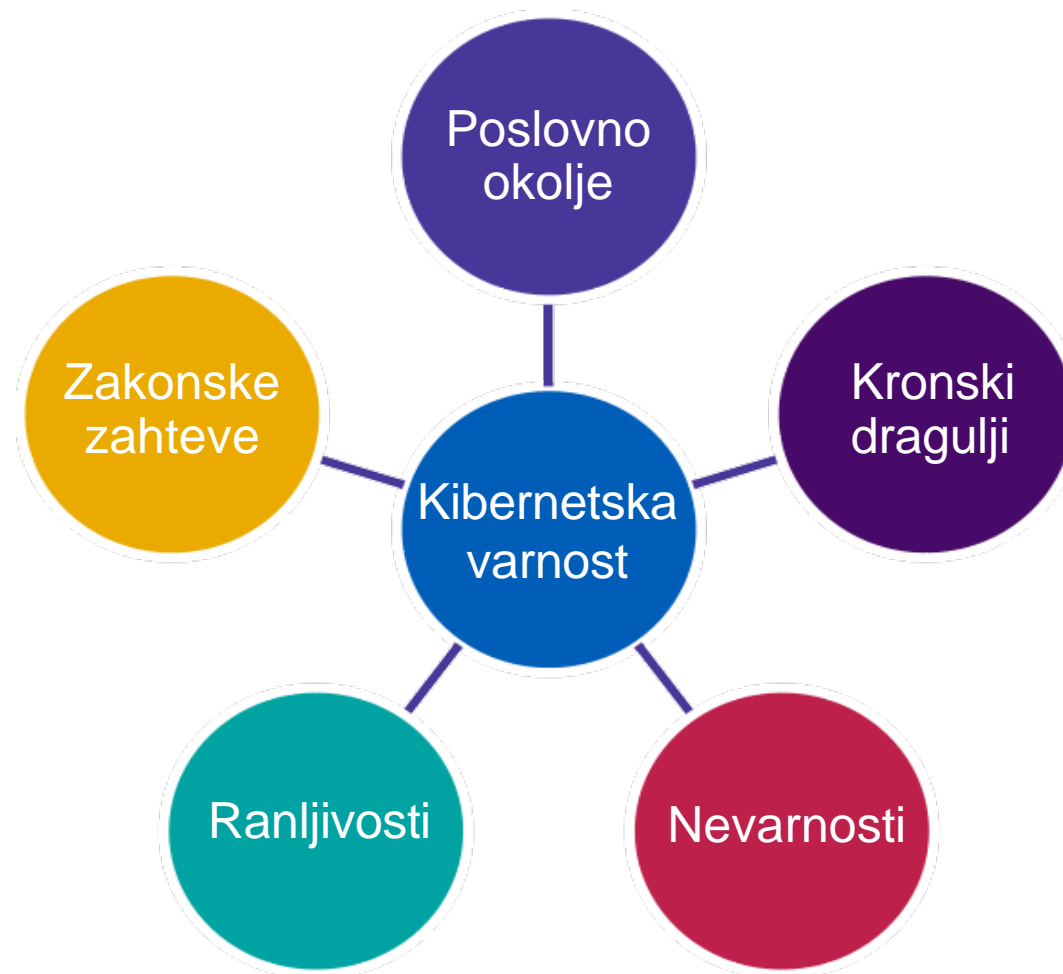 Poslovno
okolje
Zakonske
zahteve
Kronski
dragulji
Kibernetska
varnost
Ranljivosti
Nevarnosti